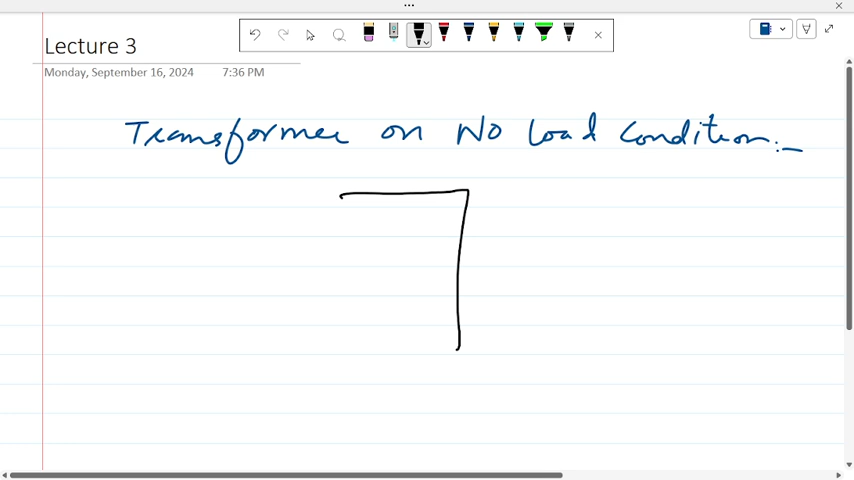 Lecture 3
Monday, September 16, 2024 7:36 PM
Transformer on No Load Condition:-